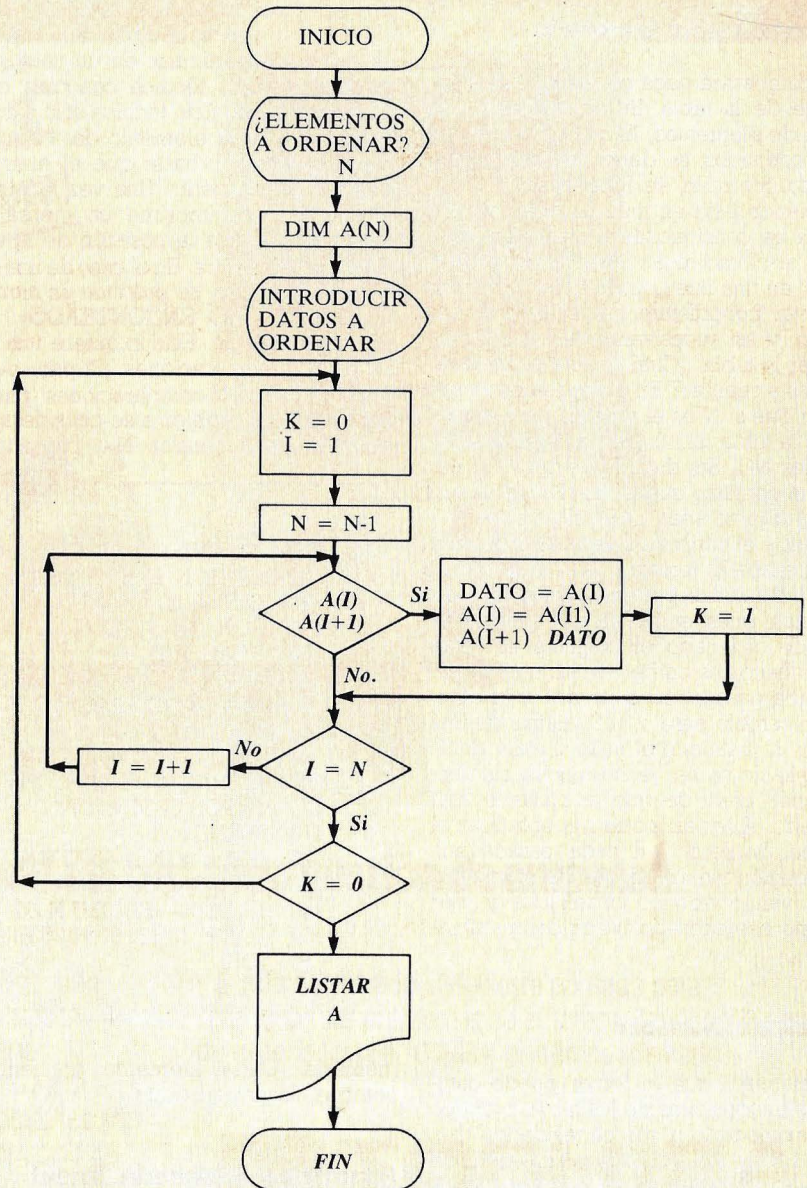 INICIO
¿ELEMENTOS
A ORDENAR?
N
DIM A(N)
INTRODUCIR
DATOS A
ORDENAR
K = 0
I = 1
N = N-1
A(I)
A(I+1)
Si
DATO = A(I)
A(I) = A(I1)
A(I+1) DATO
K = 1
No.
I = N
No
I = I+1
Si
K = 0
LISTAR
A
FIN